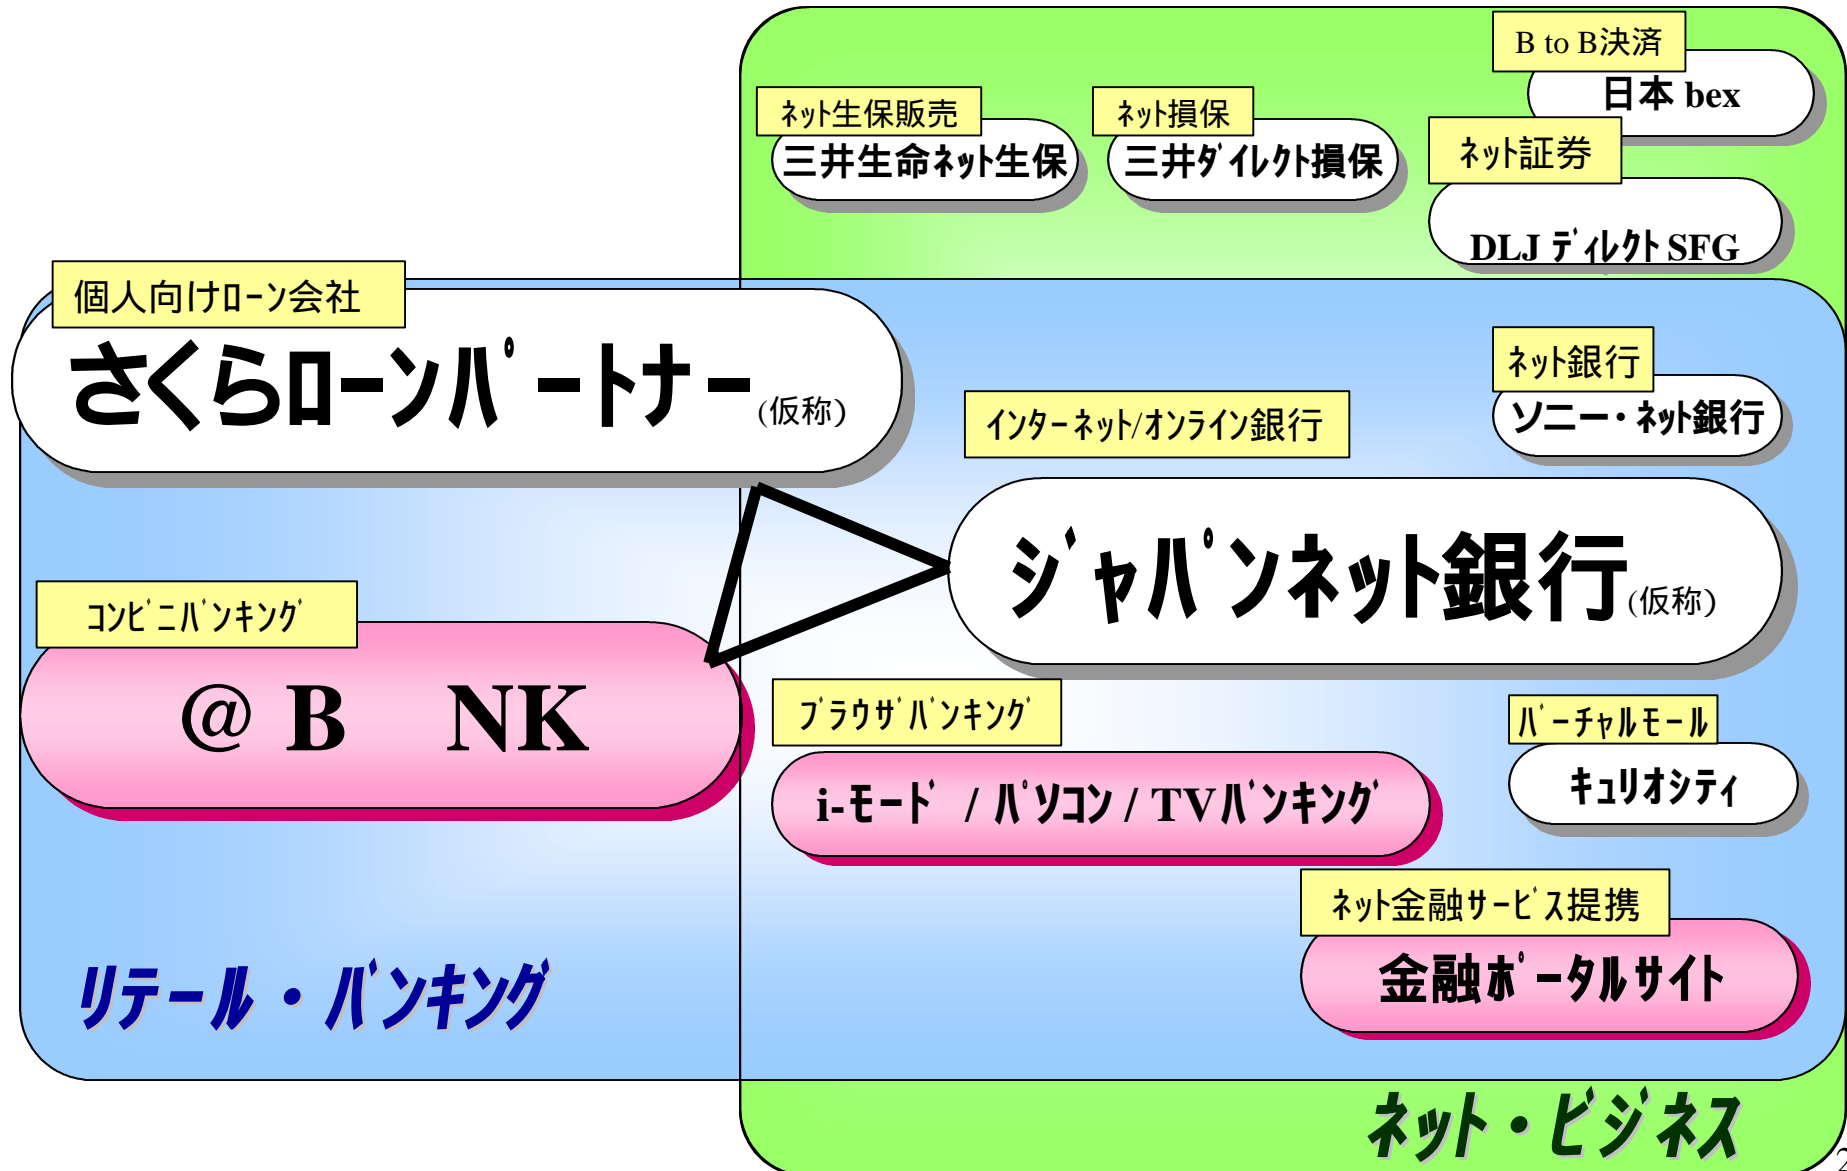 B to B決済
日本 bex
ネット生保販売
三井生命ネット生保
ネット損保
三井ダイレクト損保
ネット証券
DLJ ディレクト SFG
個人向けローン会社
さくらローンパートナー(仮称)
ネット銀行
ソニー・ネット銀行
インターネット/オンライン銀行
ジャパンネット銀行(仮称)
コンビニバンキング
@ B NK
ブラウザバンキング
i-モード / パソコン / TVバンキング
バーチャルモール
キュリオシティ
ネット金融サービス提携
金融ポータルサイト
リテール・バンキング
ネット・ビジネス